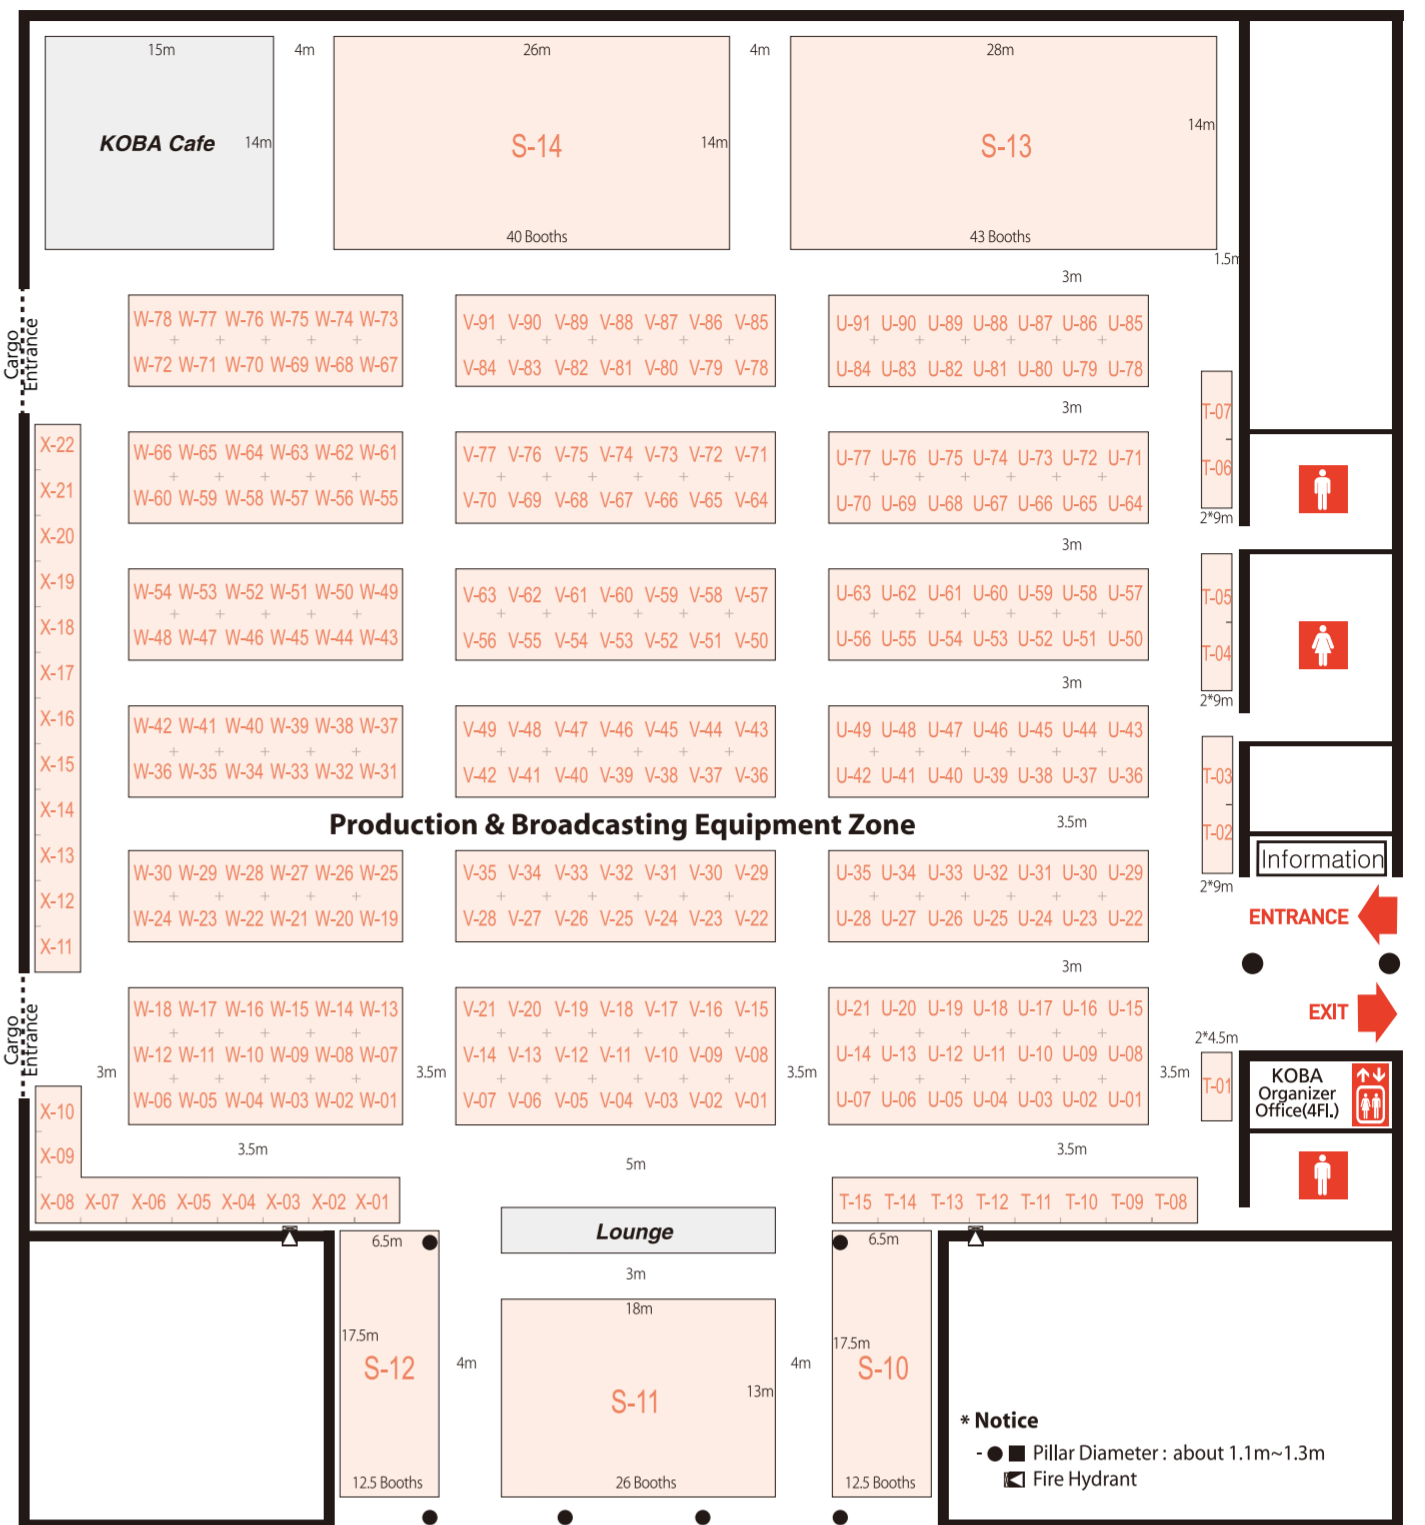 15m 4m 26m 4m 28m
KOBA Cafe 14m S-14 14m S-13 14m
40 Booths 43 Booths
1.5m
3m
Cargo Entrance
W-78 W-77 W-76 W-75 W-74 W-73 V-91 V-90 V-89 V-88 V-87 V-86 V-85 U-91 U-90 U-89 U-88 U-87 U-86 U-85
W-72 W-71 W-70 W-69 W-68 W-67 V-84 V-83 V-82 V-81 V-80 V-79 V-78 U-84 U-83 U-82 U-81 U-80 U-79 U-78
3m
T-07
X-22
W-66 W-65 W-64 W-63 W-62 W-61 V-77 V-76 V-75 V-74 V-73 V-72 V-71 U-77 U-76 U-75 U-74 U-73 U-72 U-71
T-06
X-21
W-60 W-59 W-58 W-57 W-56 W-55 V-70 V-69 V-68 V-67 V-66 V-65 V-64 U-70 U-69 U-68 U-67 U-66 U-65 U-64
2*9m
X-20
3m
X-19
W-54 W-53 W-52 W-51 W-50 W-49 V-63 V-62 V-61 V-60 V-59 V-58 V-57 U-63 U-62 U-61 U-60 U-59 U-58 U-57
T-05
X-18
W-48 W-47 W-46 W-45 W-44 W-43 V-56 V-55 V-54 V-53 V-52 V-51 V-50 U-56 U-55 U-54 U-53 U-52 U-51 U-50
T-04
X-17
3m
2*9m
X-16
W-42 W-41 W-40 W-39 W-38 W-37 V-49 V-48 V-47 V-46 V-45 V-44 V-43 U-49 U-48 U-47 U-46 U-45 U-44 U-43
X-15
W-36 W-35 W-34 W-33 W-32 W-31 V-42 V-41 V-40 V-39 V-38 V-37 V-36 U-42 U-41 U-40 U-39 U-38 U-37 U-36
T-03
X-14
Production & Broadcasting Equipment Zone 3.5m
T-02
X-13
Information
W-30 W-29 W-28 W-27 W-26 W-25 V-35 V-34 V-33 V-32 V-31 V-30 V-29 U-35 U-34 U-33 U-32 U-31 U-30 U-29
2*9m
X-12
W-24 W-23 W-22 W-21 W-20 W-19 V-28 V-27 V-26 V-25 V-24 V-23 V-22 U-28 U-27 U-26 U-25 U-24 U-23 U-22
ENTRANCE
X-11
3m
Cargo Entrance
W-18 W-17 W-16 W-15 W-14 W-13 V-21 V-20 V-19 V-18 V-17 V-16 V-15 U-21 U-20 U-19 U-18 U-17 U-16 U-15
EXIT
2*4.5m
W-12 W-11 W-10 W-09 W-08 W-07 V-14 V-13 V-12 V-11 V-10 V-09 V-08 U-14 U-13 U-12 U-11 U-10 U-09 U-08
3m 3.5m 3.5m 3.5m T-01
KOBA
Organizer
Office(4Fl.)
W-06 W-05 W-04 W-03 W-02 W-01 V-07 V-06 V-05 V-04 V-03 V-02 V-01 U-07 U-06 U-05 U-04 U-03 U-02 U-01
X-10
X-09
3.5m 5m 3.5m
X-08 X-07 X-06 X-05 X-04 X-03 X-02 X-01 T-15 T-14 T-13 T-12 T-11 T-10 T-09 T-08
Lounge
6.5m 6.5m
3m
18m
17.5m 17.5m
S-12 4m 4m S-10
13m
S-11
12.5 Booths 26 Booths 12.5 Booths
* Notice
- ● ■ Pillar Diameter : about 1.1m~1.3m
Fire Hydrant